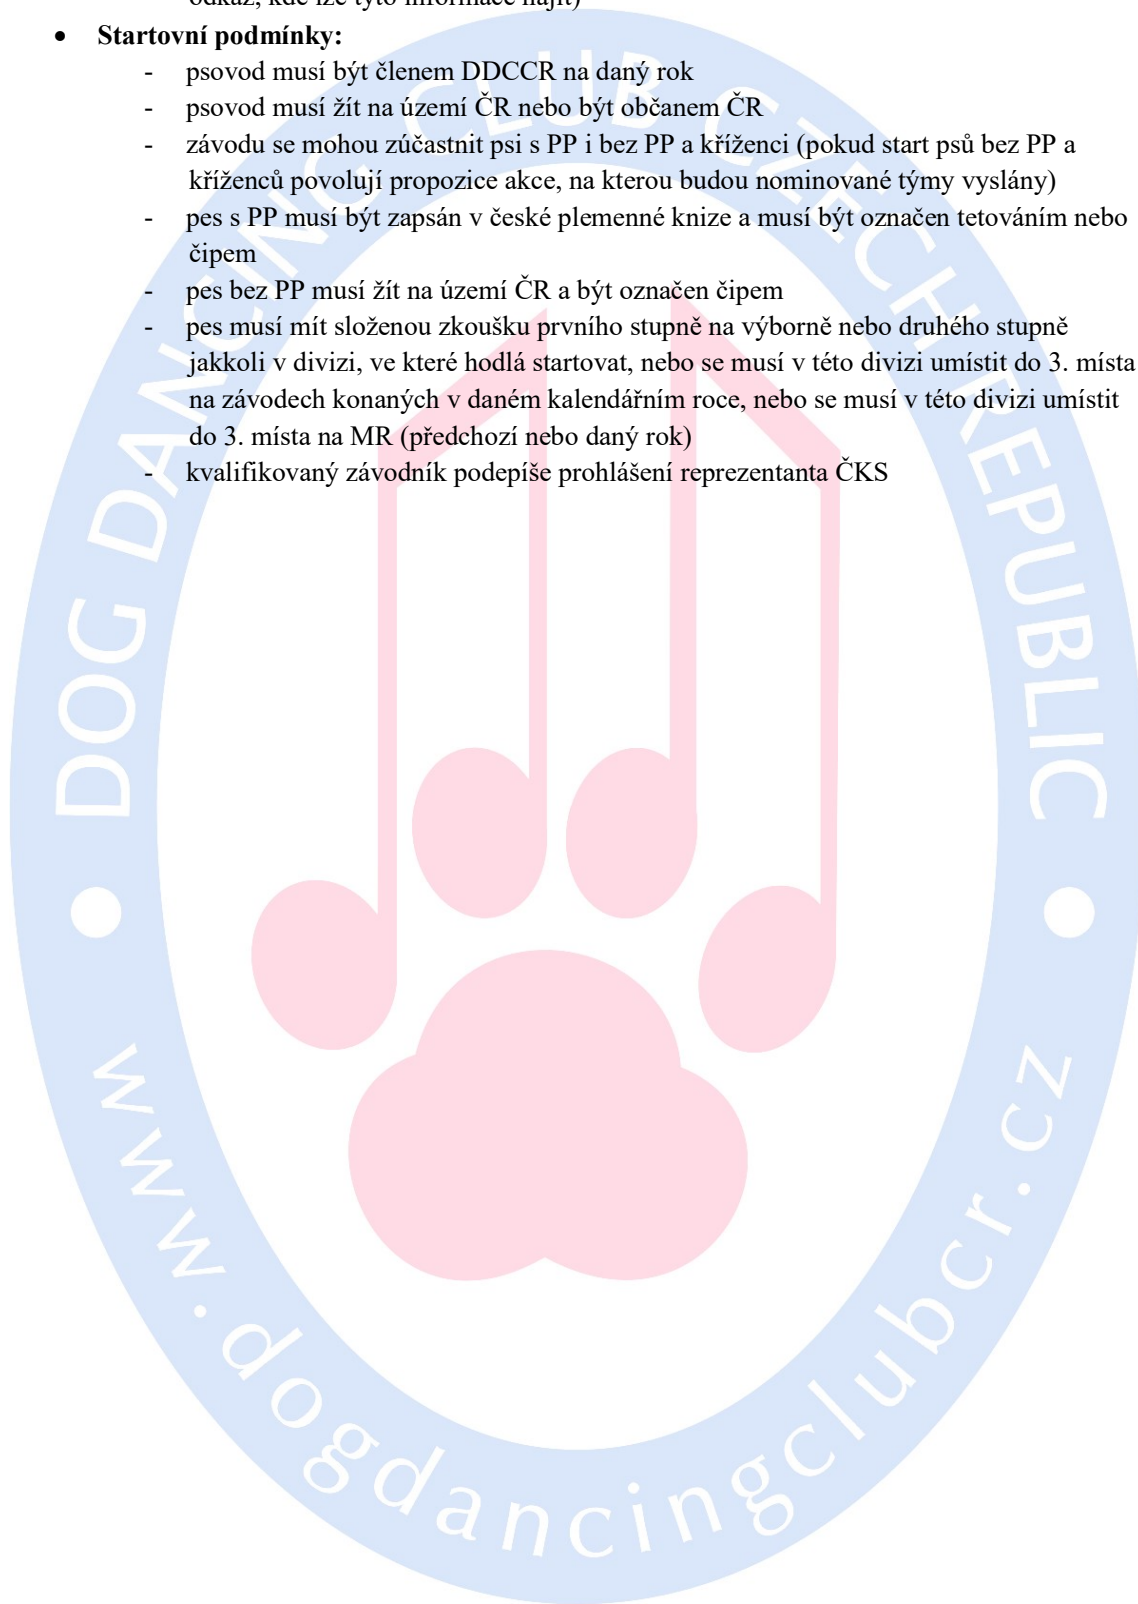 odkaz, kde lze tyto informace najít)
• Startovní podmínky:
- psovod musí být členem DDCCR na daný rok
- psovod musí žít na území ČR nebo být občanem ČR
- závodu se mohou zúčastnit psi s PP i bez PP a kříženci (pokud start psů bez PP a
kříženců povolují propozice akce, na kterou budou nominované týmy vyslány)
- pes s PP musí být zapsán v české plemenné knize a musí být označen tetováním nebo
čipem
- pes bez PP musí žít na území ČR a být označen čipem
- pes musí mít složenou zkoušku prvního stupně na výborně nebo druhého stupně
jakkoli v divizi, ve které hodlá startovat, nebo se musí v této divizi umístit do 3. místa
na závodech konaných v daném kalendářním roce, nebo se musí v této divizi umístit
do 3. místa na MR (předchozí nebo daný rok)
- kvalifikovaný závodník podepíše prohlášení reprezentanta ČKS
DOG DANCING CLUB CZECH REPUBLIC
www.dogdancingclubcr.cz